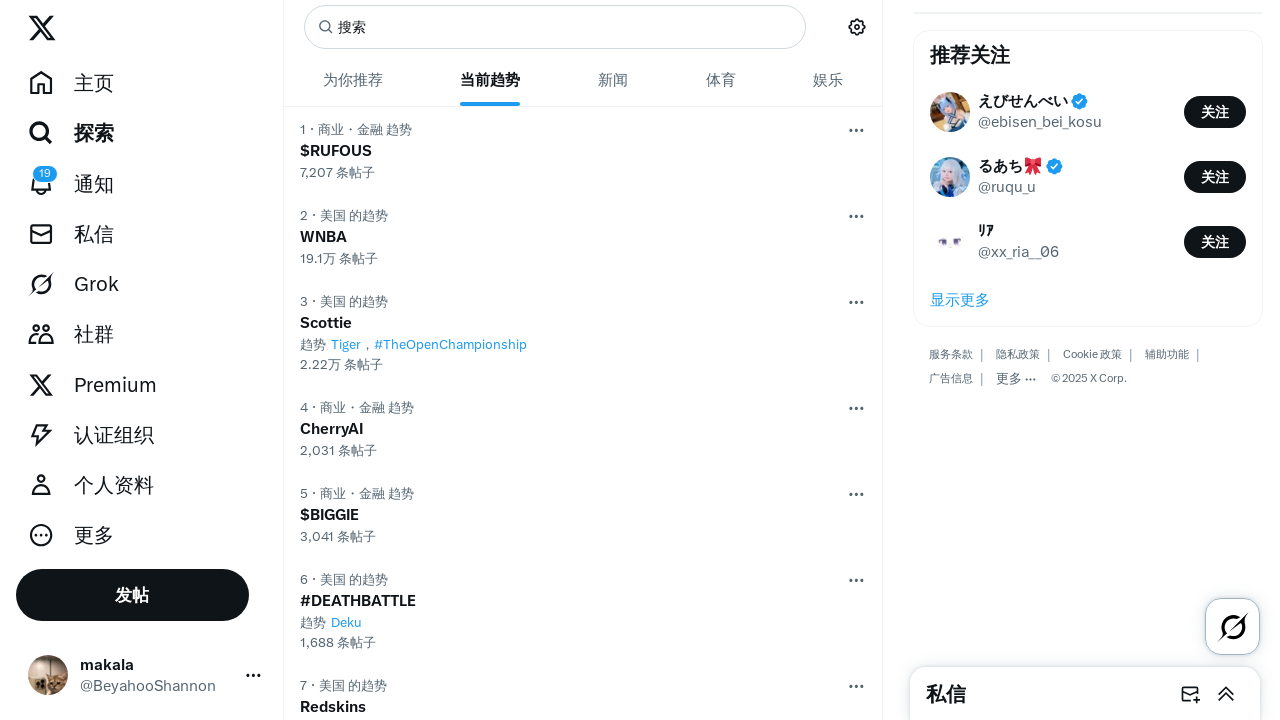 主页
探索
19
通知
私信
Grok
社群
Premium
认证组织
个人资料
更多
发帖
makala
@BeyahooShannon
搜索
为你推荐
当前趋势
新闻
体育
娱乐
1 · 商业 · 金融 趋势
$RUFOUS
7,207 条帖子
2 · 美国 的趋势
WNBA
19.1万 条帖子
3 · 美国 的趋势
Scottie
趋势 Tiger，#TheOpenChampionship
2.22万 条帖子
4 · 商业 · 金融 趋势
CherryAI
2,031 条帖子
5 · 商业 · 金融 趋势
$BIGGIE
3,041 条帖子
6 · 美国 的趋势
#DEATHBATTLE
趋势 Deku
1,688 条帖子
7 · 美国 的趋势
Redskins
推荐关注
えびせんべい
@ebisen_bei_kosu
关注
るあち🎀
@ruqu_u
关注
ﾘｱ
@xx_ria__06
关注
显示更多
服务条款 | 隐私政策 | Cookie 政策 | 辅助功能 |
广告信息 | 更多 ··· © 2025 X Corp.
私信